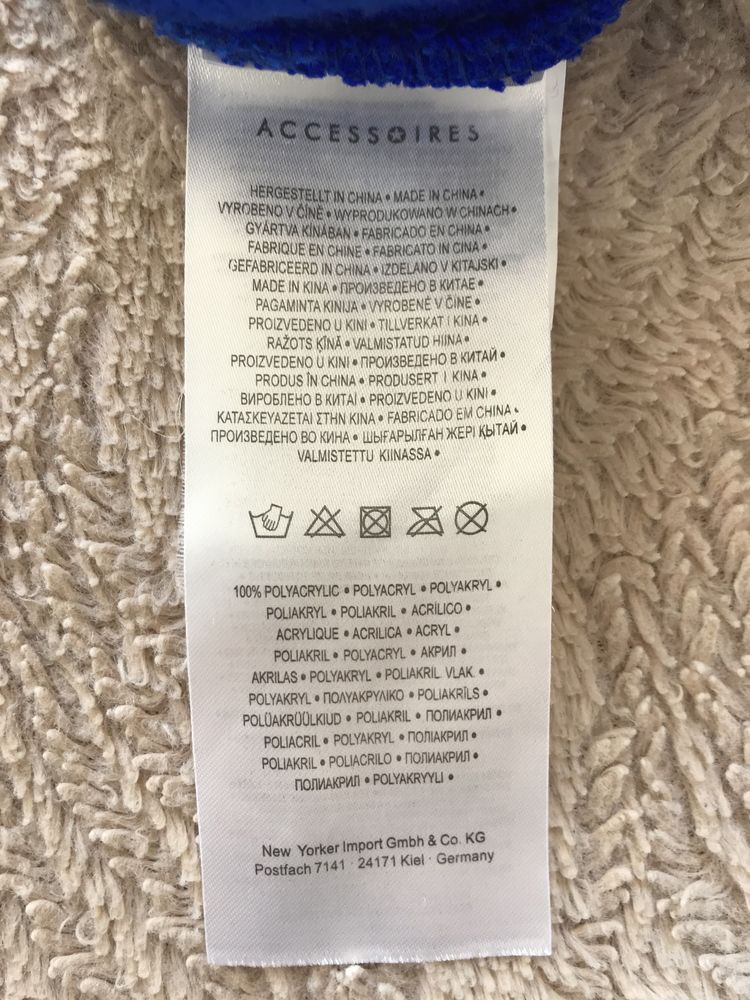 ACCESSOIRES
HERGESTELLT IN CHINA • MADE IN CHINA •
VYROBENO V ČÍNĚ • WYPRODUKOWANO W CHINACH •
GYÁRTVA KÍNÁBAN • FABRICADO EN CHINA •
FABRIQUE EN CHINE • FABRICATO IN CINA •
GEFABRICEERD IN CHINA • IZDELANO V KITAJSKI •
MADE IN KINA • ПРОИЗВЕДЕНО В КИТАЕ •
PAGAMINTA KINIJA • VYROBENÉ V ČINE •
PROIZVEDENO U KINI • TILLVERKAT I KINA •
RAŽOTS ĶĪNĀ • VALMISTATUD HIINA •
PROIZVEDENO U KINI • ПРОИЗВЕДЕНО В КИТАЙ •
PRODUS ÎN CHINA • PRODUSERT I KINA •
ВИРОБЛЕНО В КИТАІ • PROIZVEDENO U KINI •
ΚΑΤΑΣΚΕΥΑΖΕΤΑΙ ΣΤΗΝ ΚΙΝΑ • FABRICADO EM CHINA •
ПРОИЗВЕДЕНО ВО КИНА • ШЫҒАРЫЛҒАН ЖЕРІ ҚЫТАЙ •
VALMISTETTU KIINASSA •
100% POLYACRYLIC • POLYACRYL • POLYAKRYL •
POLIAKRYL • POLIAKRIL • ACRÍLICO •
ACRYLIQUE • ACRILICA • ACRYL •
POLIAKRIL • POLYACRYL • АКРИЛ •
AKRILAS • POLYAKRYL • POLIAKRIL. VLAK. •
POLYAKRYL • ΠΟΛΥΑΚΡΥΛΙΚΟ • POLIAKRĪLS •
POLÜAKRÜÜLKIUD • POLIAKRIL • ПОЛИАКРИЛ •
POLIACRIL • POLYAKRYL • ПОЛІАКРИЛ •
POLIAKRIL • POLIACRILO • ПОЛИАКРИЛ •
ПОЛИАКРИЛ • POLYAKRYYLI •
New Yorker Import Gmbh & Co. KG
Postfach 7141 · 24171 Kiel · Germany